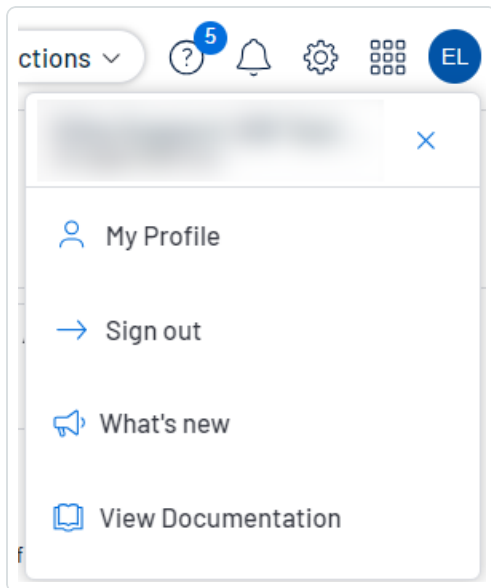 ctions
5
EL
My Profile
Sign out
What's new
View Documentation
f